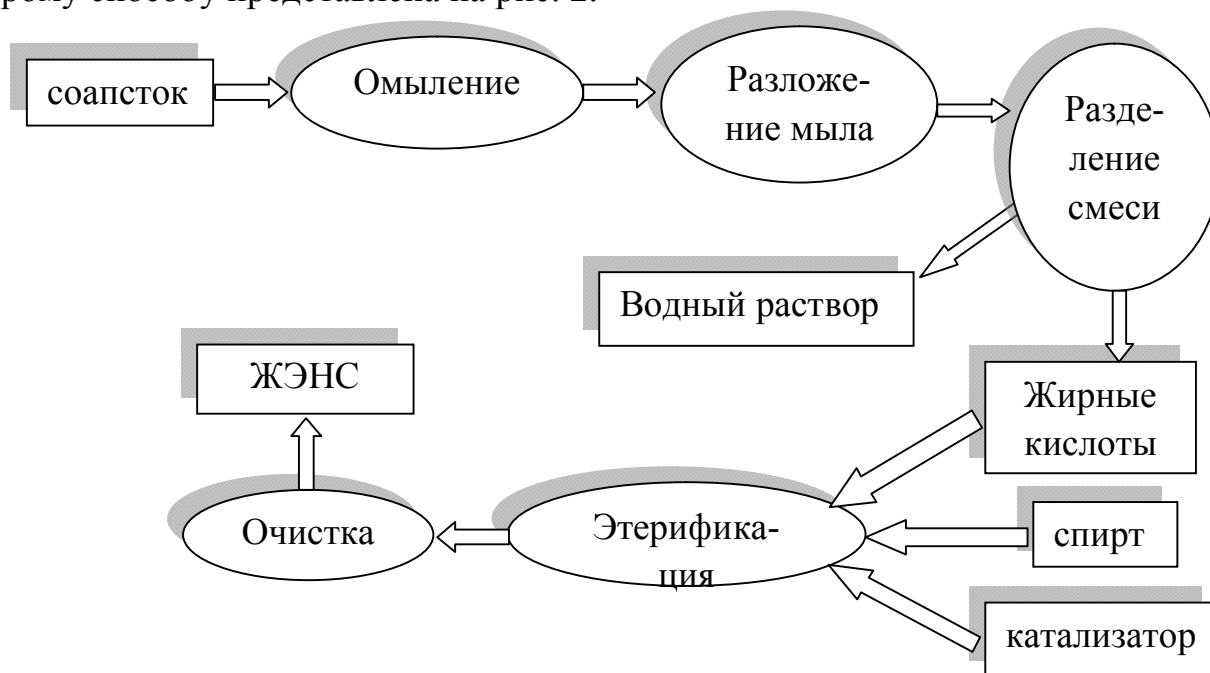 рому способу представлена на рис. 2.
соапсток
Омыление
Разложе-
ние мыла
Разде-
ление
смеси
Водный раствор
ЖЭНС
Жирные
кислоты
Очистка
Этерифика-
ция
спирт
катализатор